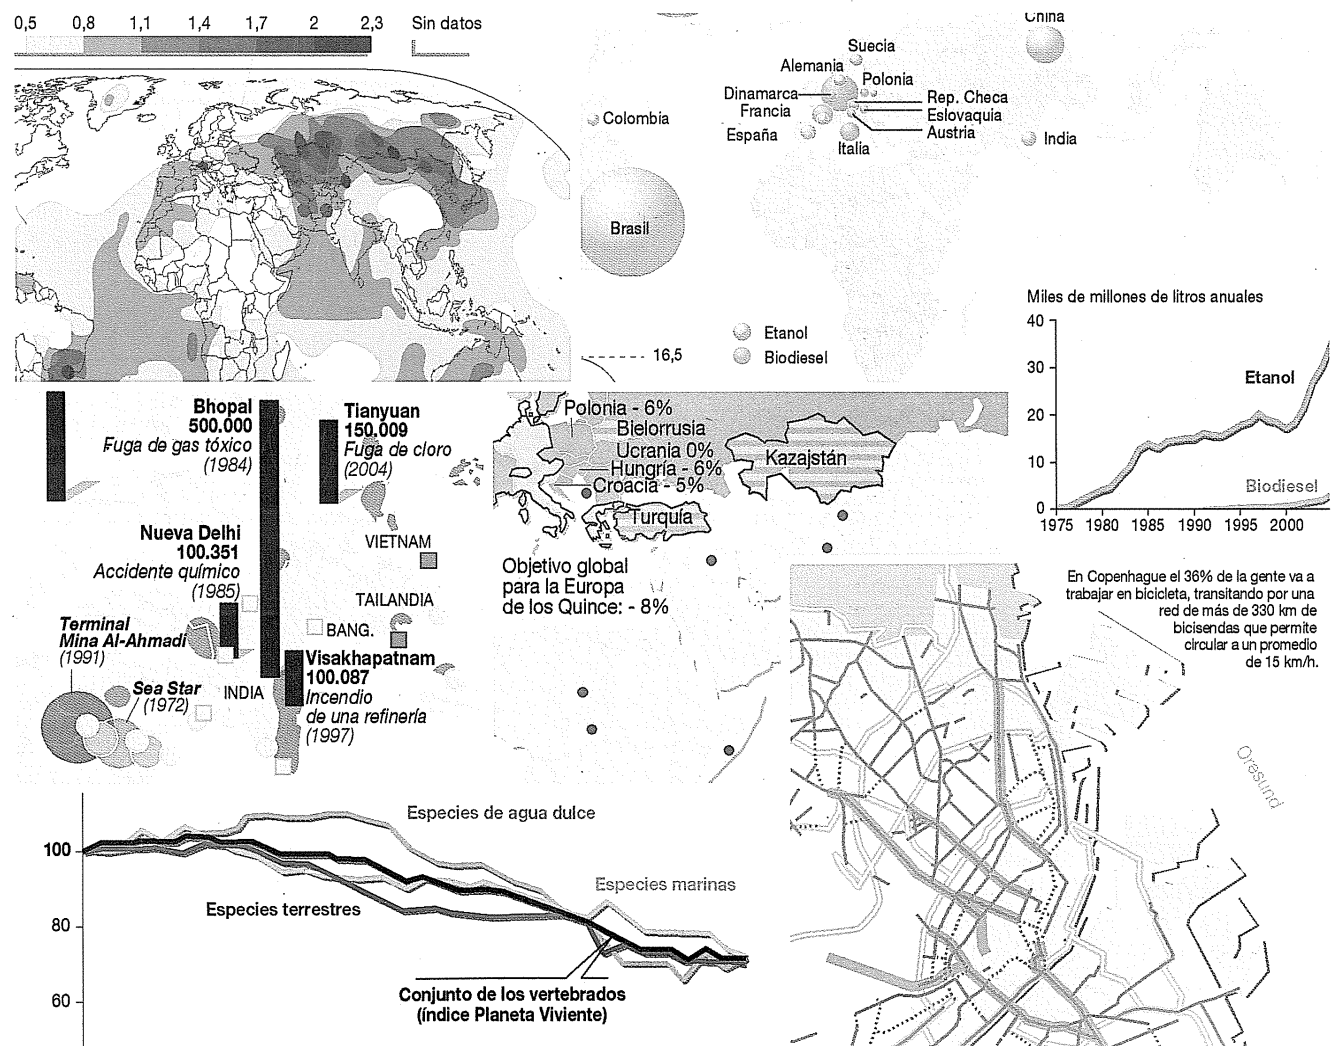 0,5 0,8 1,1 1,4 1,7 2 2,3 Sin datos
China
Suecia
Alemania
Polonia
Dinamarca
Rep. Checa
Francia
Eslovaquia
Colombia
España
Austria
Italia
India
Brasil
Etanol
Biodiesel
16,5
Miles de millones de litros anuales
40
30
Etanol
20
10
Biodiesel
0
1975 1980 1985 1990 1995 2000
Bhopal
500.000
Fuga de gas tóxico
(1984)
Tianyuan
150.009
Fuga de cloro
(2004)
Nueva Delhi
100.351
Accidente químico
(1985)
VIETNAM
TAILANDIA
BANG.
Terminal
Mina Al-Ahmadi
(1991)
Sea Star
(1972)
INDIA
Visakhapatnam
100.087
Incendio
de una refinería
(1997)
Polonia - 6%
Bielorrusia
Ucrania 0%
Hungría - 6%
Croacia - 5%
Kazajstán
Turquía
Objetivo global
para la Europa
de los Quince: - 8%
En Copenhague el 36% de la gente va a
trabajar en bicicleta, transitando por una
red de más de 330 km de
bicisendas que permite
circular a un promedio
de 15 km/h.
Oresund
Especies de agua dulce
100
Especies marinas
Especies terrestres
80
Conjunto de los vertebrados
(índice Planeta Viviente)
60